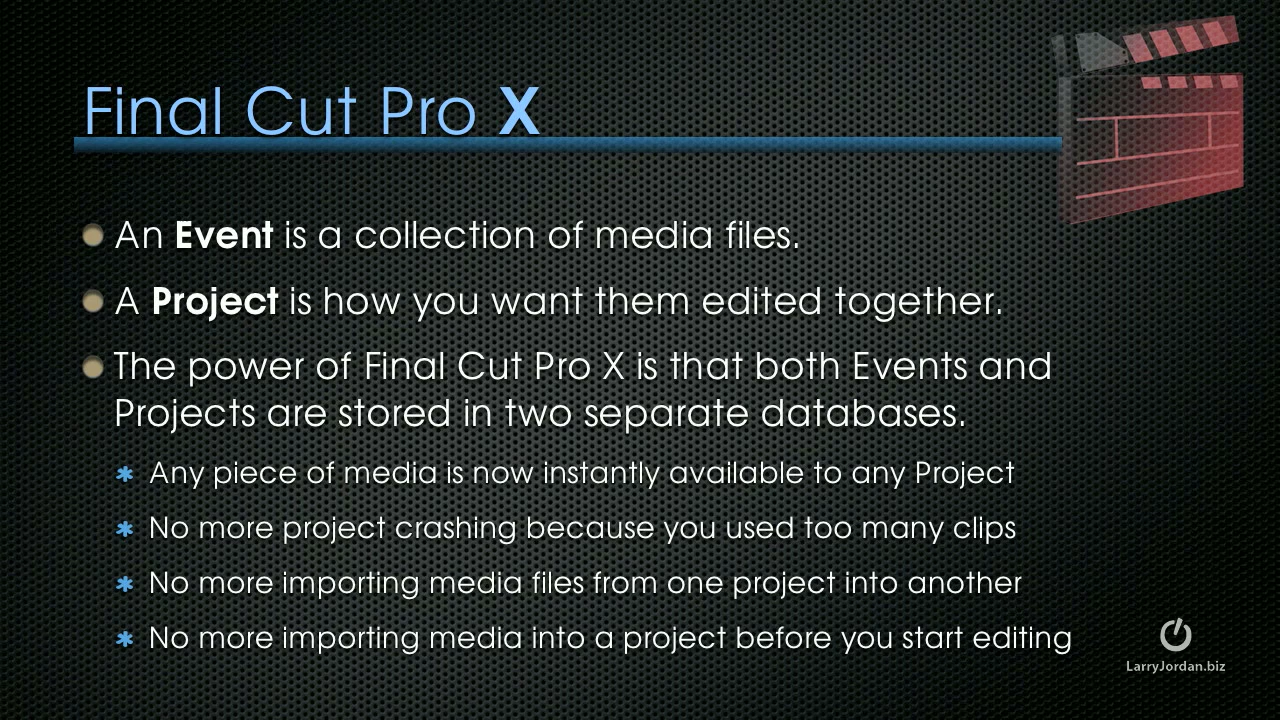 Final Cut Pro X
An Event is a collection of media files.
A Project is how you want them edited together.
The power of Final Cut Pro X is that both Events and
Projects are stored in two separate databases.
Any piece of media is now instantly available to any Project
No more project crashing because you used too many clips
No more importing media files from one project into another
No more importing media into a project before you start editing
LarryJordan.biz